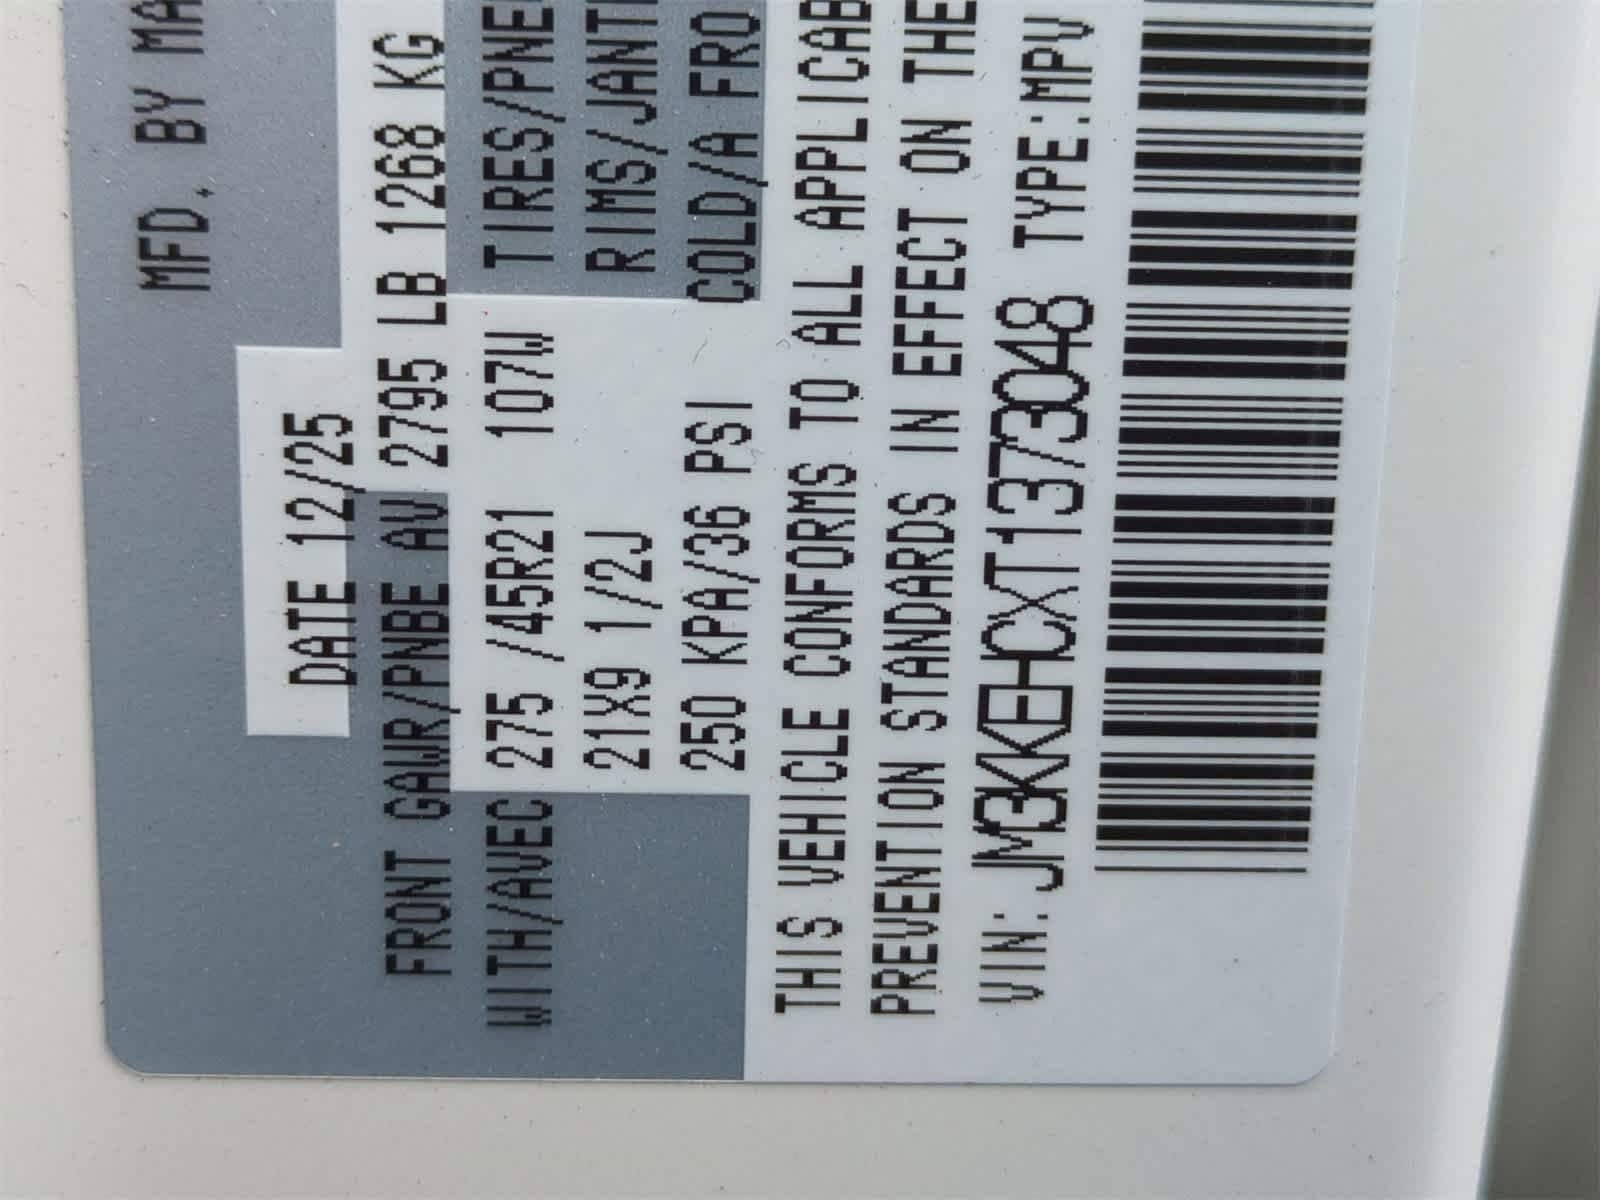 MFD. BY MA
DATE 12/25
FRONT GAWR/PNBE AV 2795 LB 1268 KG
WITH/AVEC 275 /45R21 107W TIRES/PNE
21X9 1/2J RIMS/JANT
250 KPA/36 PSI COLD/A FRO
THIS VEHICLE CONFORMS TO ALL APPLICAB
PREVENTION STANDARDS IN EFFECT ON THE
VIN: JM3KKEHCXT1373048 TYPE:MPV